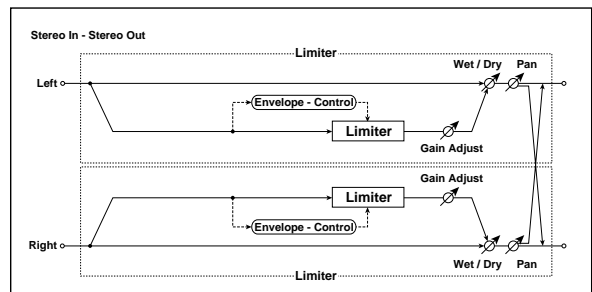 Stereo In - Stereo Out
Limiter
Wet / Dry Pan
Left
Envelope - Control
Limiter
Gain Adjust
Gain Adjust
Limiter
Envelope - Control
Right
Wet / Dry Pan
Limiter